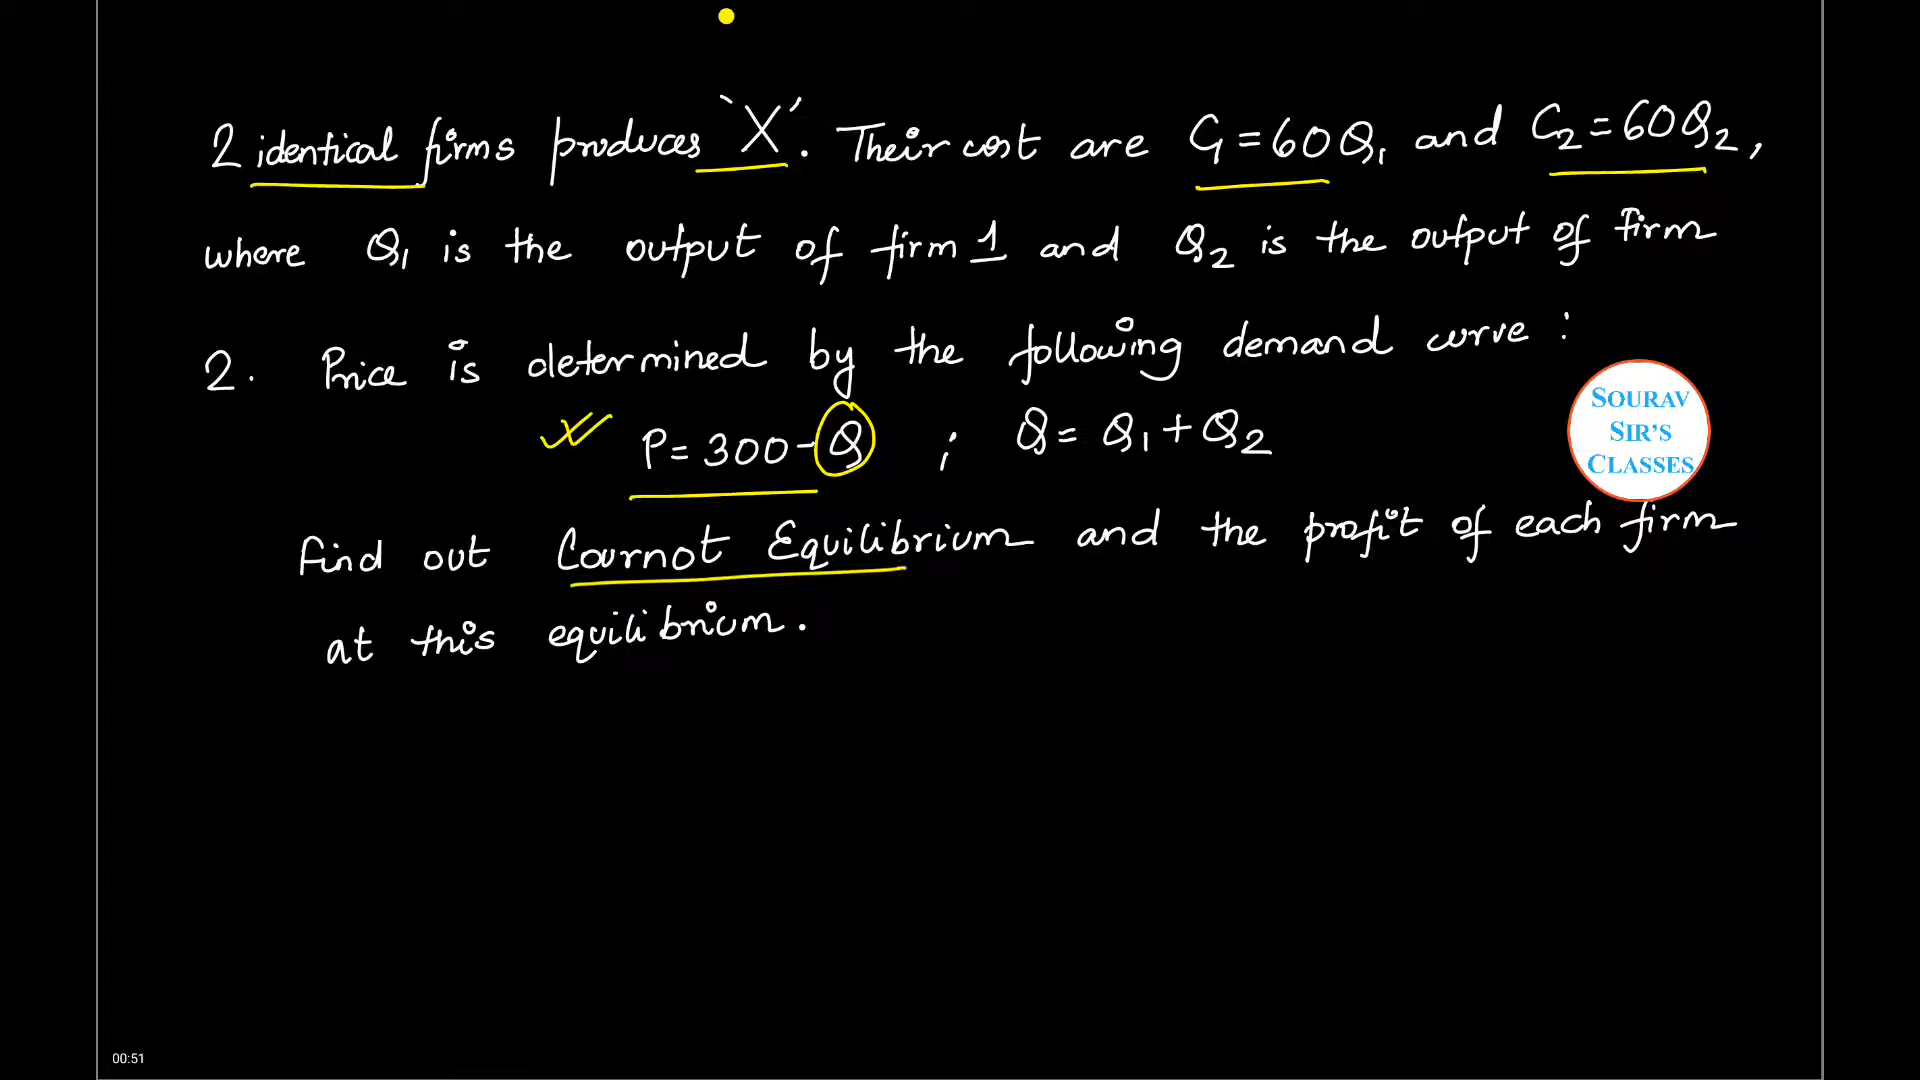 2 identical firms produces 'X'. Their cost are C₁=60Q₁ and C₂=60Q₂,
where Q₁ is the output of firm 1 and Q₂ is the output of firm
2. Price is determined by the following demand curve :
P=300-Q ; Q= Q₁+Q₂
SOURAV
SIR'S
CLASSES
find out Cournot Equilibrium and the profit of each firm
at this equilibrium.
00:51